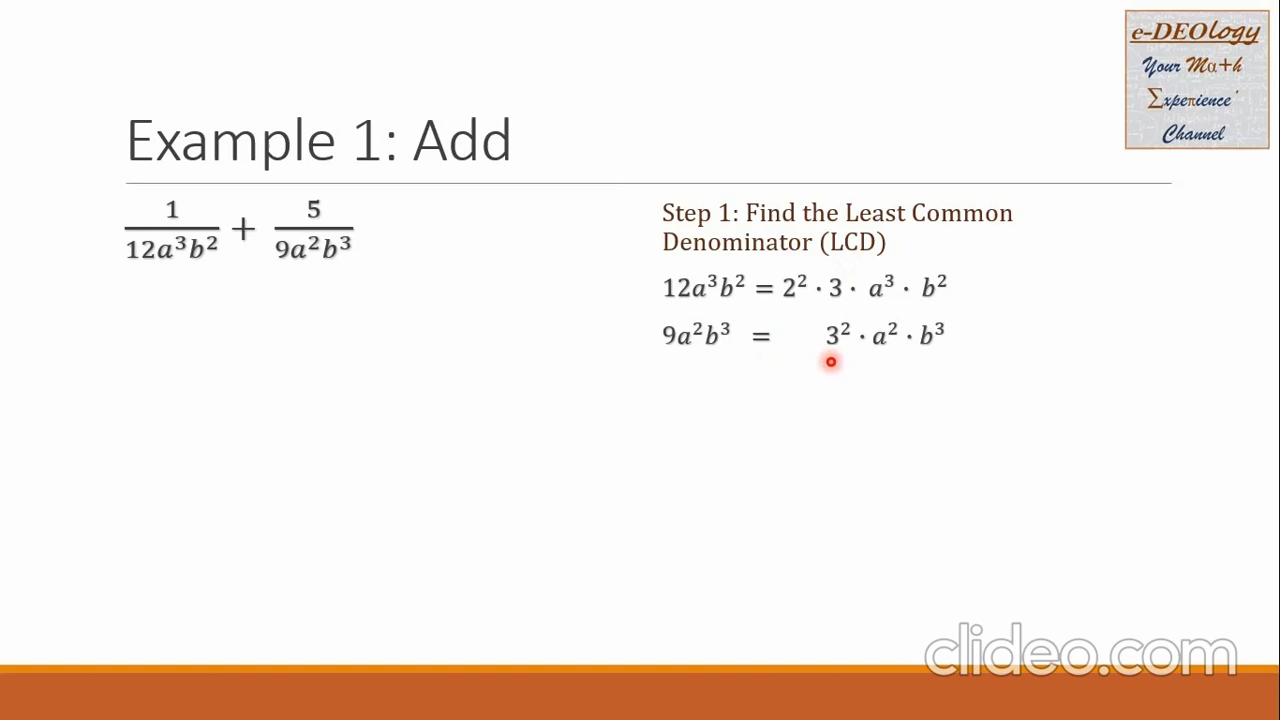 e-DEOlogy
Your Mα+h
Σxpeπience'
Channel
Example 1: Add
1/(12a³b²) + 5/(9a²b³)
Step 1: Find the Least Common
Denominator (LCD)
12a³b² = 2² · 3 · a³ · b²
9a²b³ = 3² · a² · b³
clideo.com